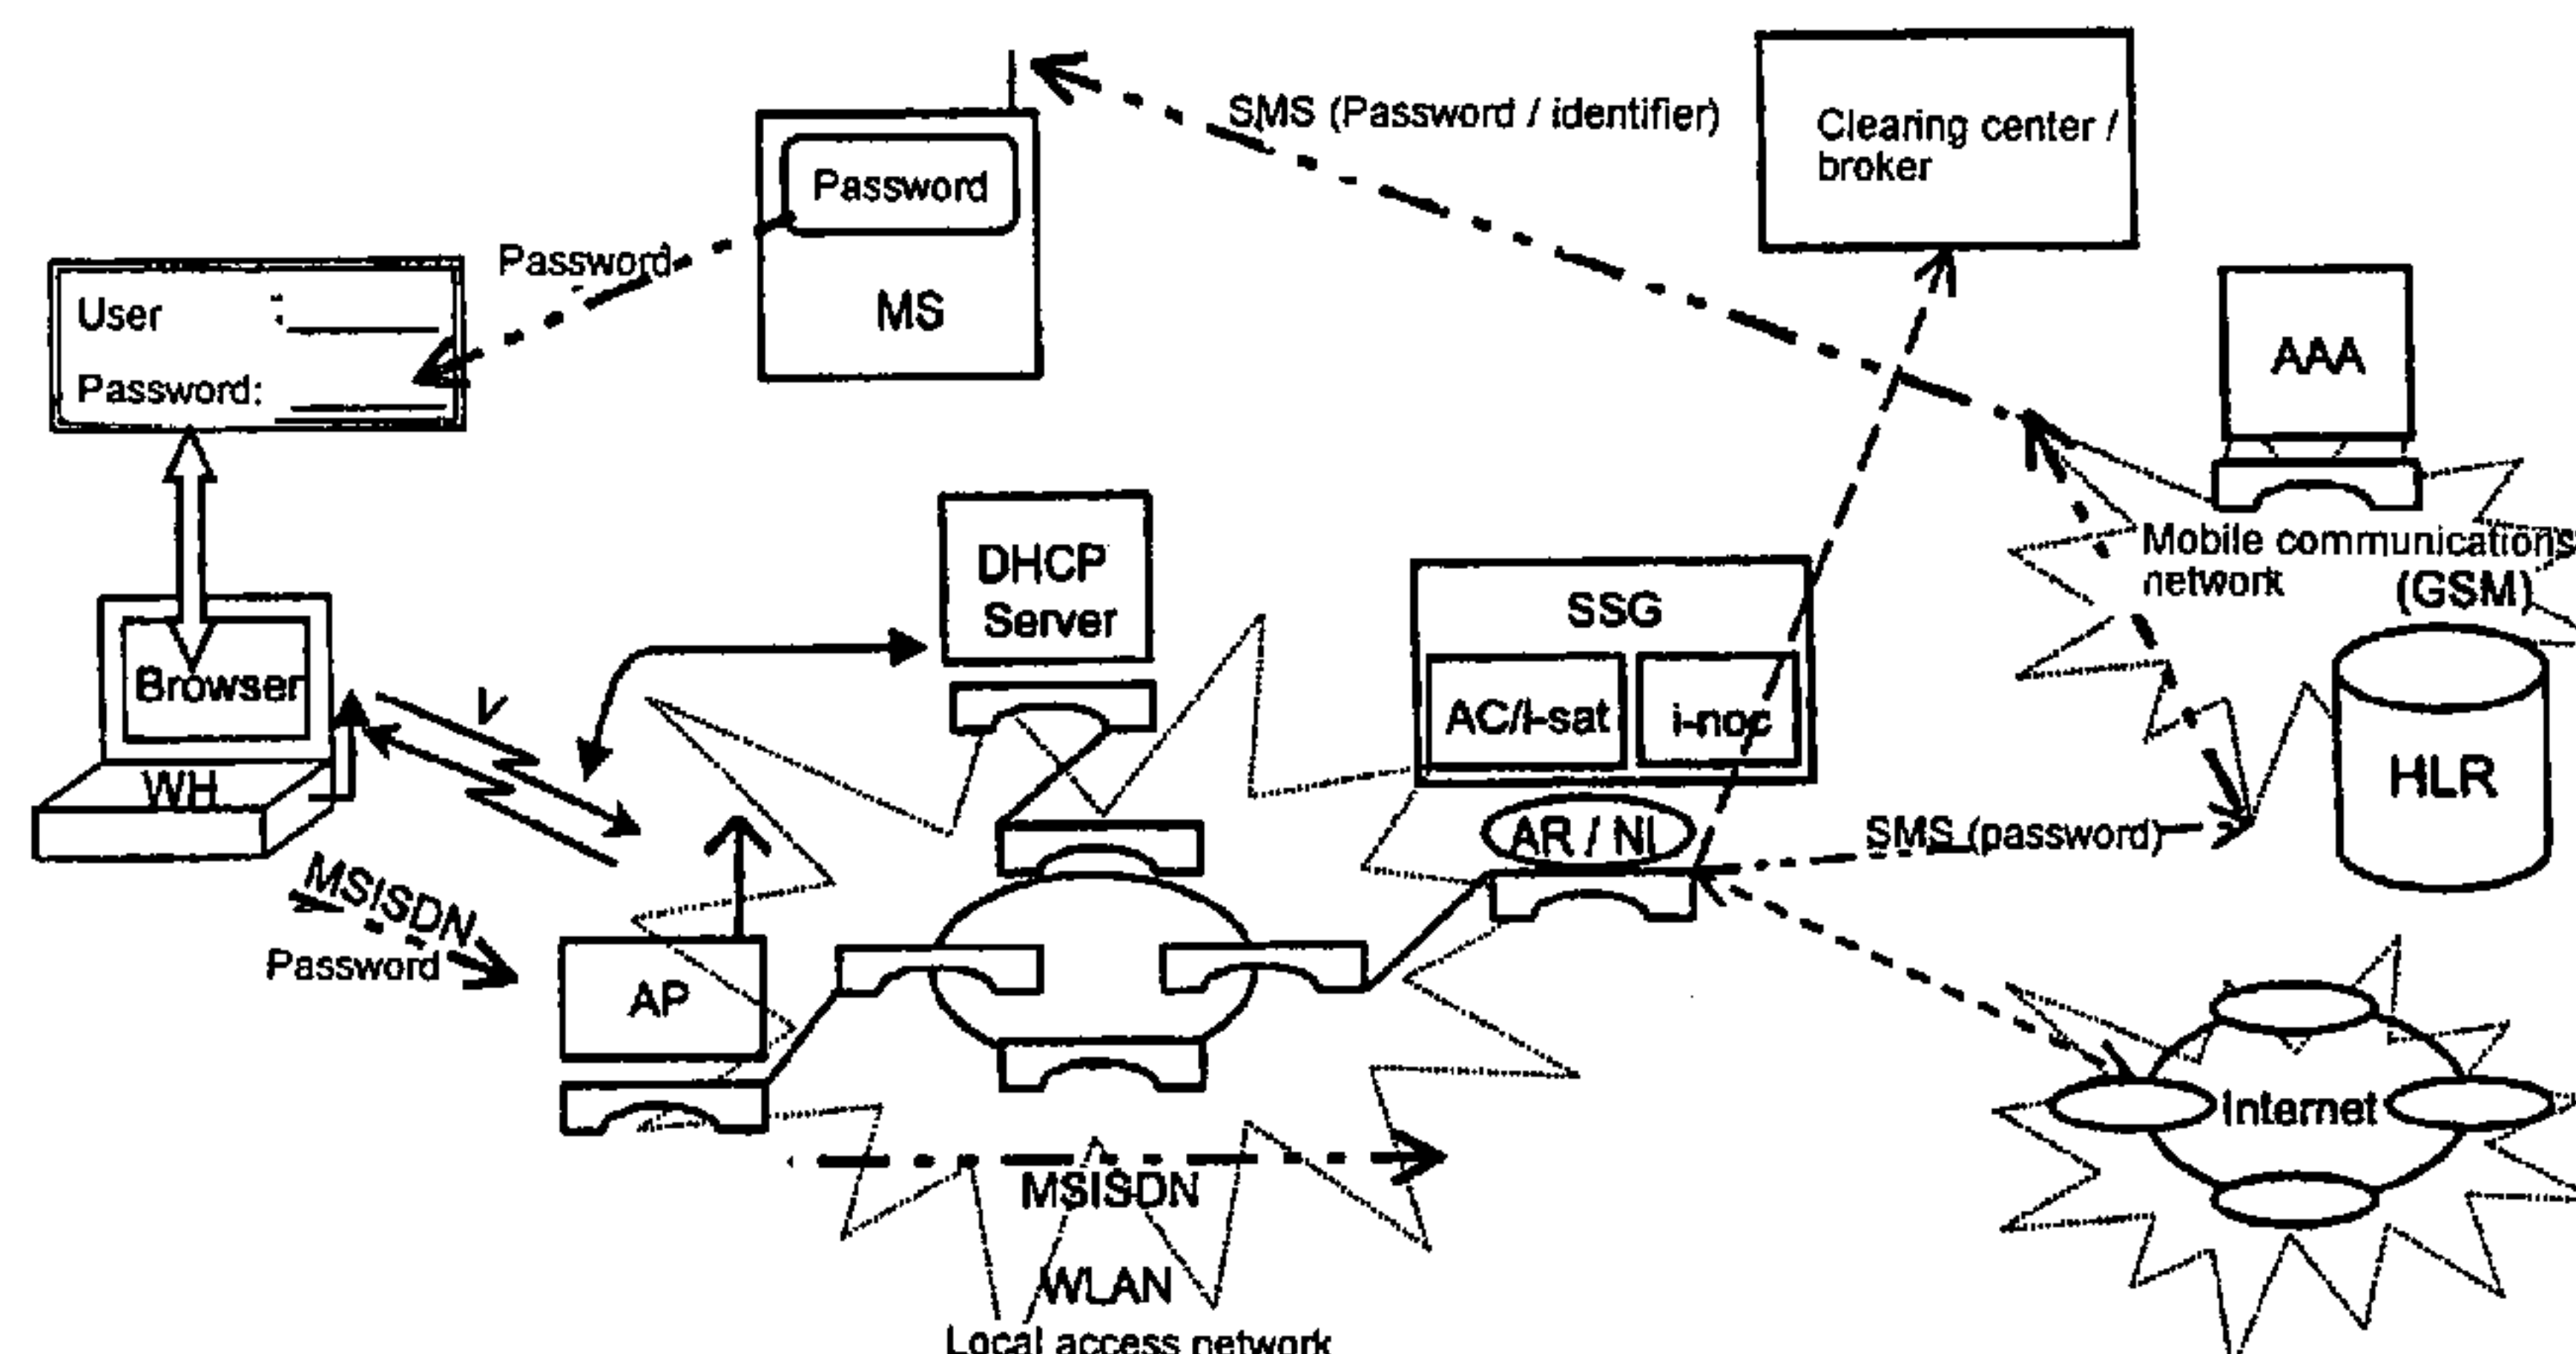 SMS (Password / identifier)
Clearing center /
broker
Password
Password
MS
User :
Password:
AAA
DHCP
Server
Mobile communications
network
(GSM)
SSG
Browser
V
AC/I-sat
i-noc
WH
HLR
AR / NI
SMS (password)
MSISDN
Password
AP
Internet
MSISDN
WLAN
Local access network